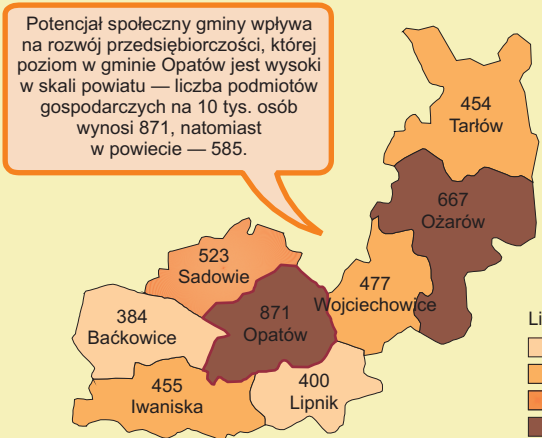 Potencjał społeczny gminy wpływa
na rozwój przedsiębiorczości, której
poziom w gminie Opatów jest wysoki
w skali powiatu — liczba podmiotów
gospodarczych na 10 tys. osób
wynosi 871, natomiast
w powiecie — 585.
454
Tarłów
667
Ożarów
523
Sadowie
477
Wojciechowice
384
Baćkowice
871
Opatów
455
Iwaniska
400
Lipnik
Li